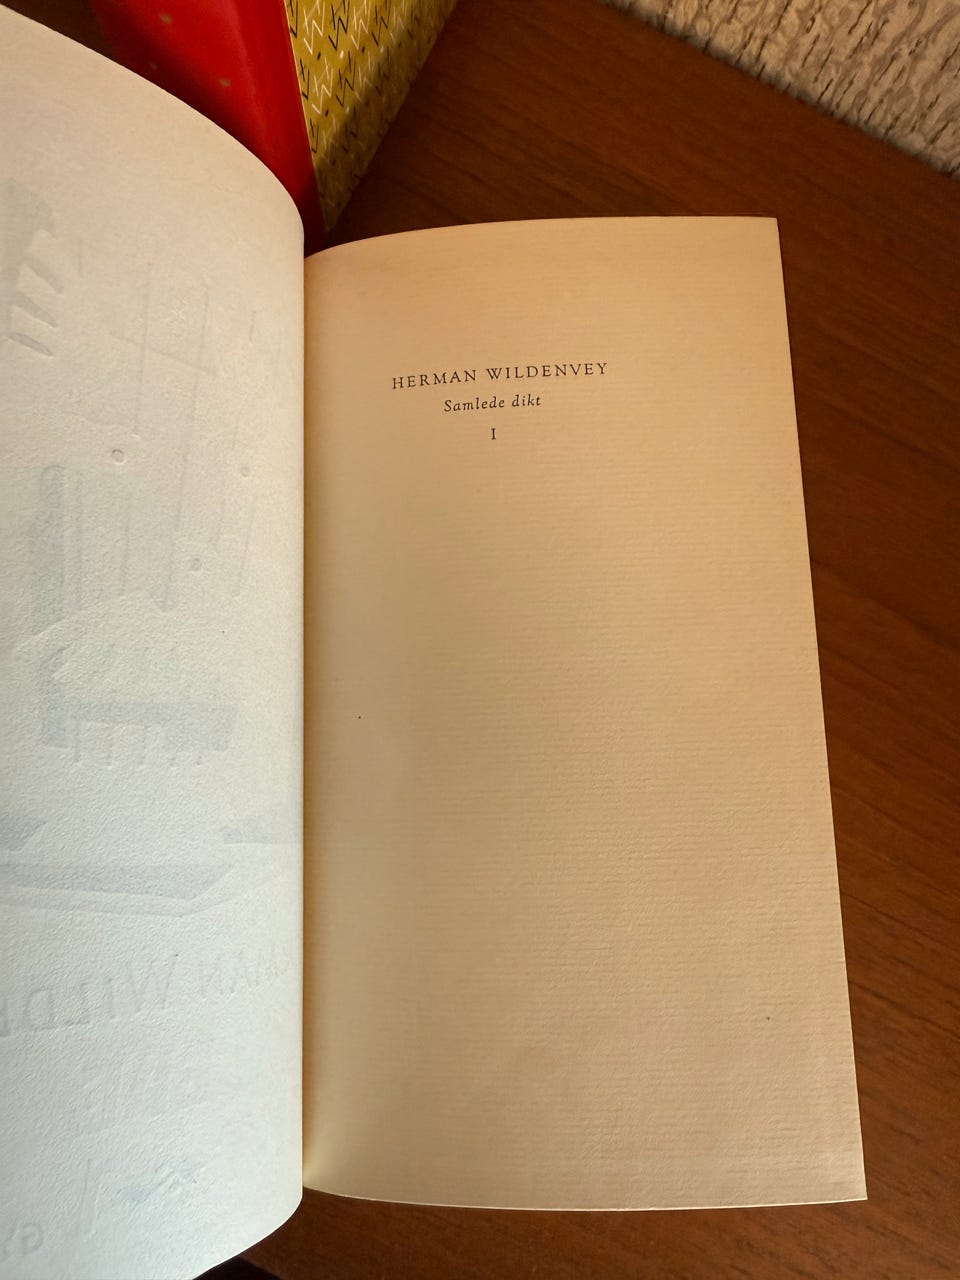 HERMAN WILDENVEY
Samlede dikt
I